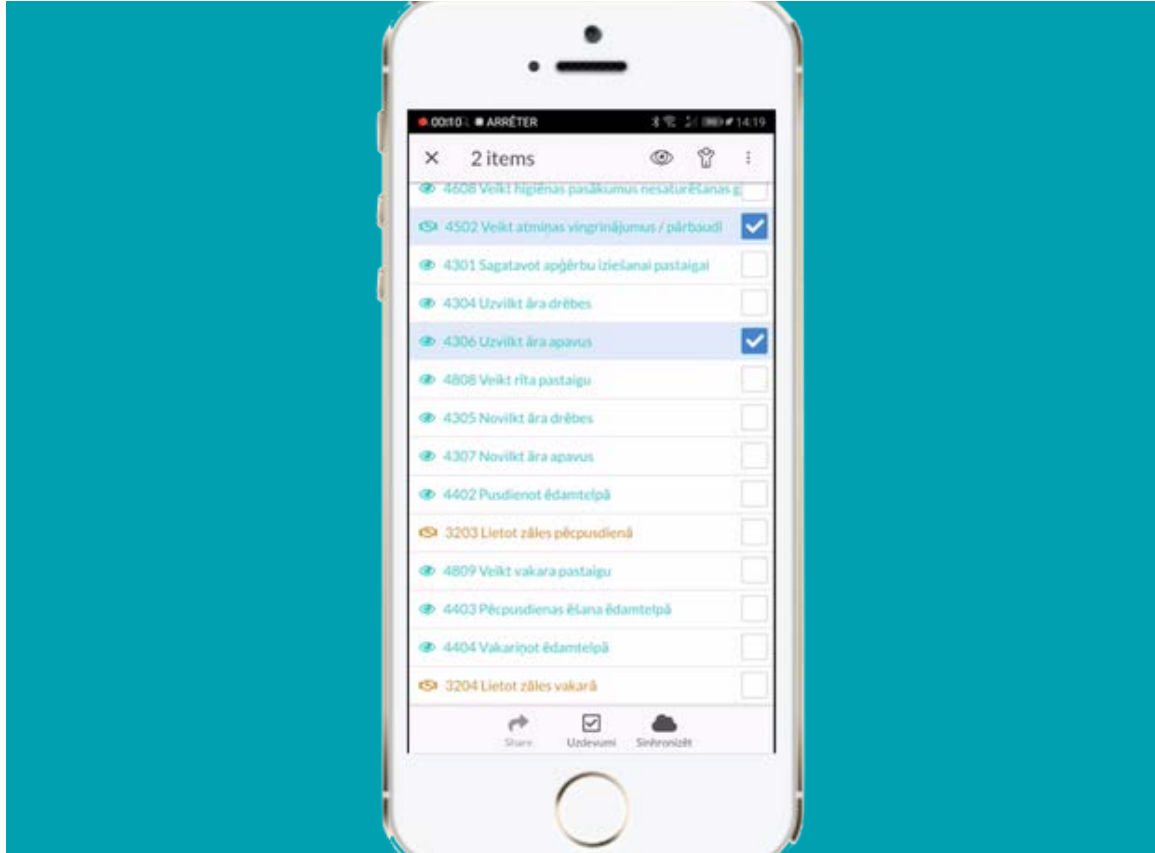 00:10 ARRÊTER 14:19
2 items
4608 Veikt higiēnas pasākumus nesaturēšanas g
4502 Veikt atmiņas vingrinājumus / pārbaudi
4301 Sagatavot apģērbu iziešanai pastaigai
4304 Uzvilkt āra drēbes
4306 Uzvilkt āra apavus
4808 Veikt rīta pastaigu
4305 Novilkt āra drēbes
4307 Novilkt āra apavus
4402 Pusdienot ēdamtelpā
3203 Lietot zāles pēcpusdienā
4809 Veikt vakara pastaigu
4403 Pēcpusdienas ēšana ēdamtelpā
4404 Vakariņot ēdamtelpā
3204 Lietot zāles vakarā
Share Uzdevumi Sinhronizēt